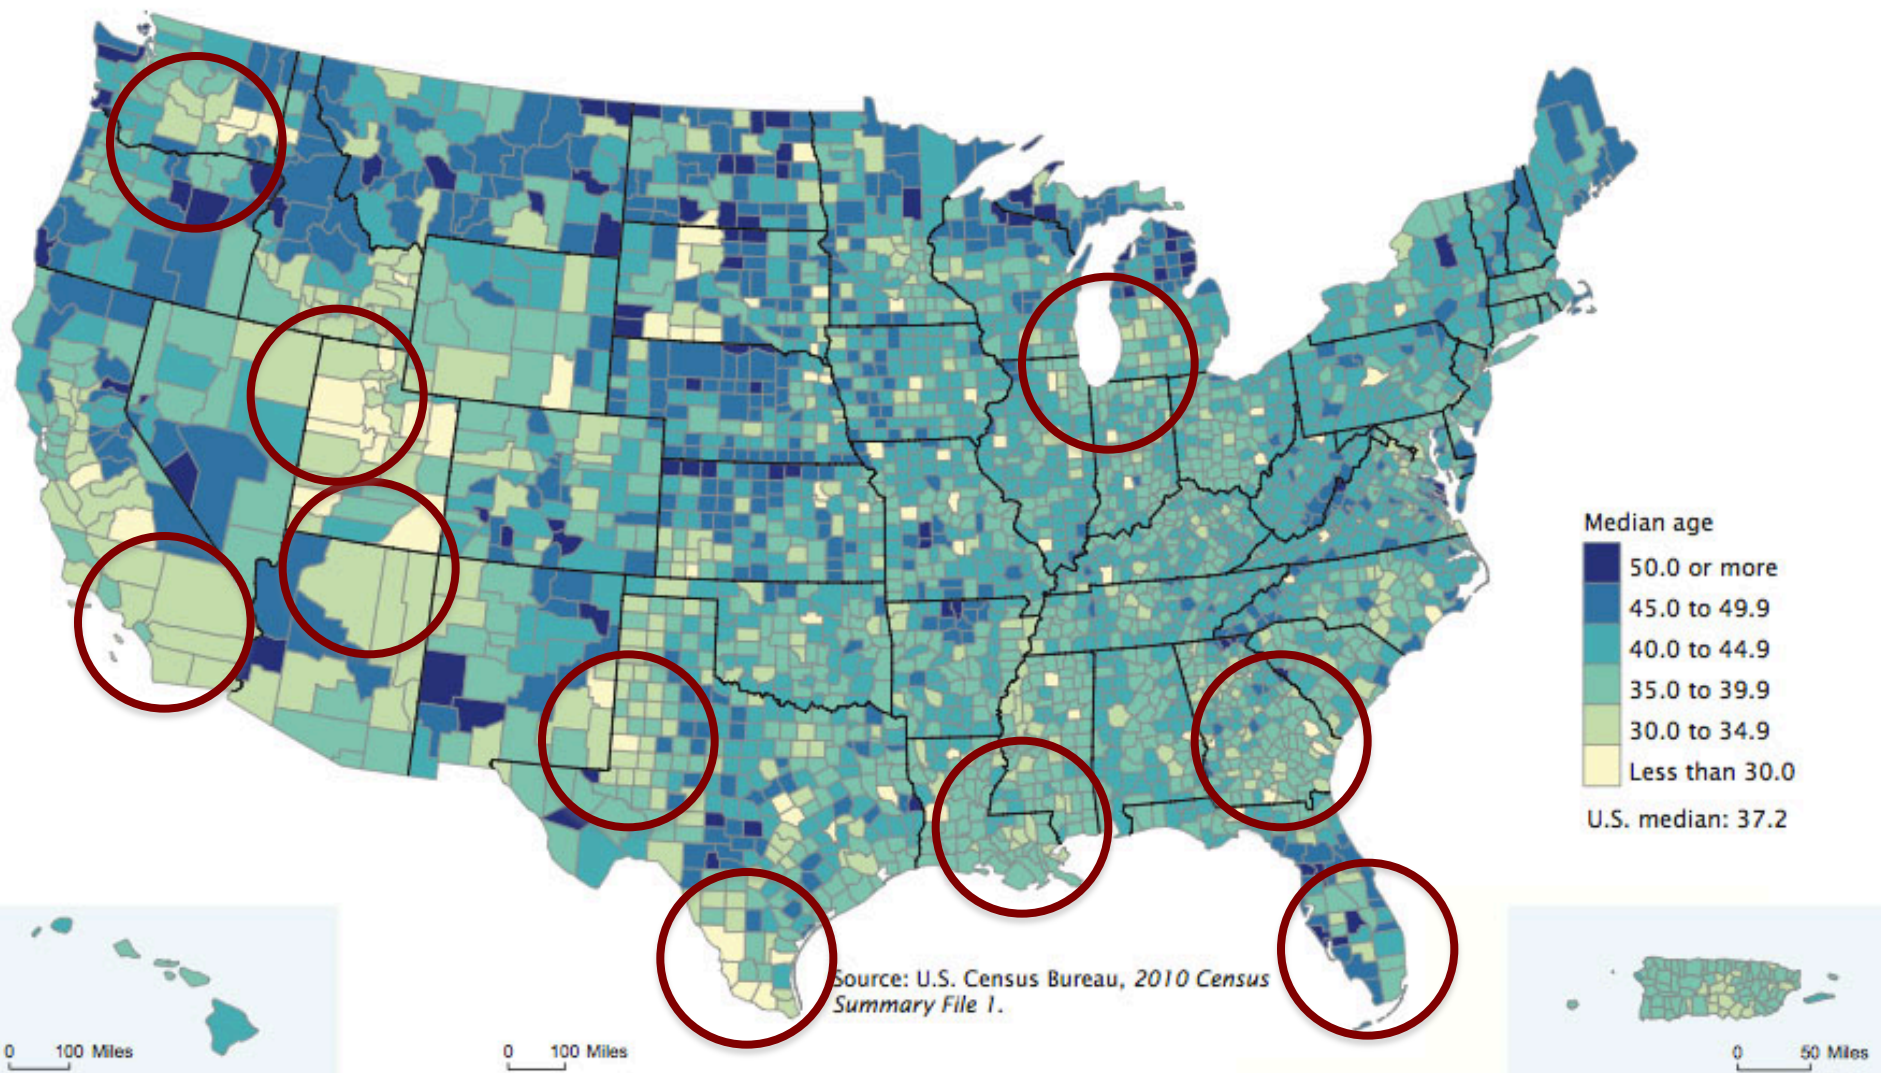 Median age
50.0 or more
45.0 to 49.9
40.0 to 44.9
35.0 to 39.9
30.0 to 34.9
Less than 30.0
U.S. median: 37.2
Source: U.S. Census Bureau, 2010 Census
Summary File 1.
0 100 Miles
0 100 Miles
0 50 Miles